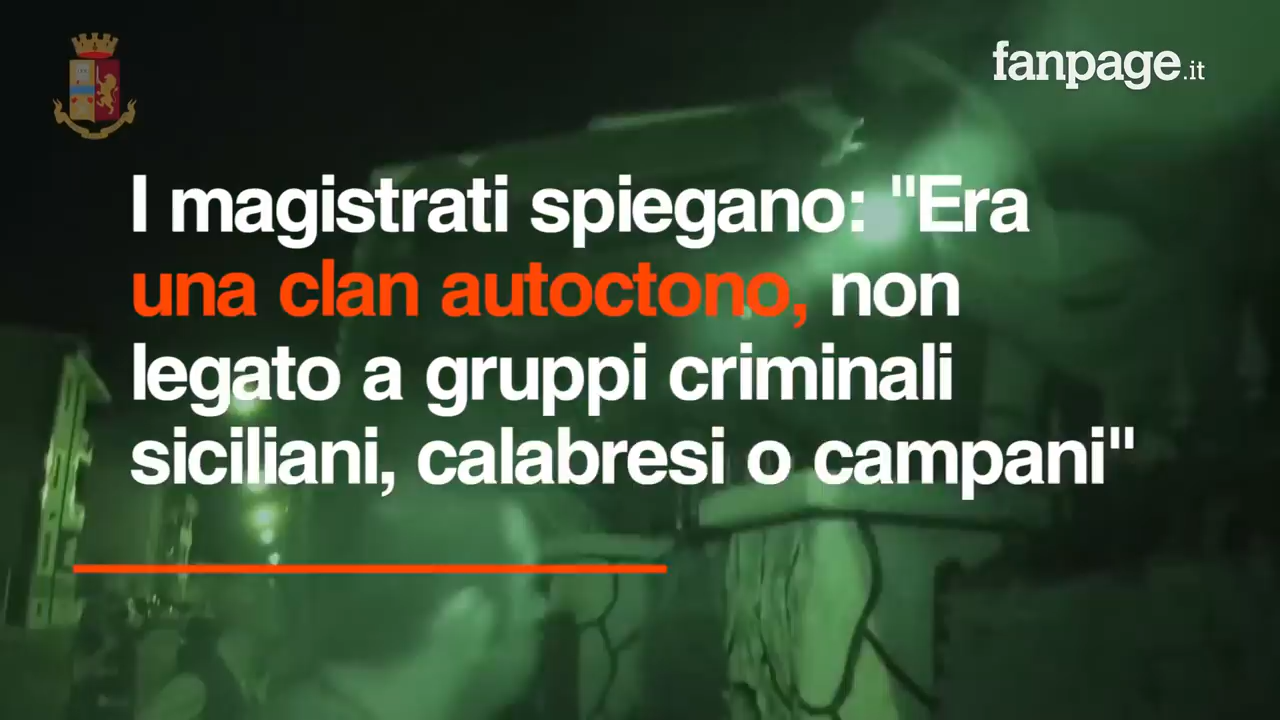 fanpage.it
I magistrati spiegano: "Era
una clan autoctono, non
legato a gruppi criminali
siciliani, calabresi o campani"